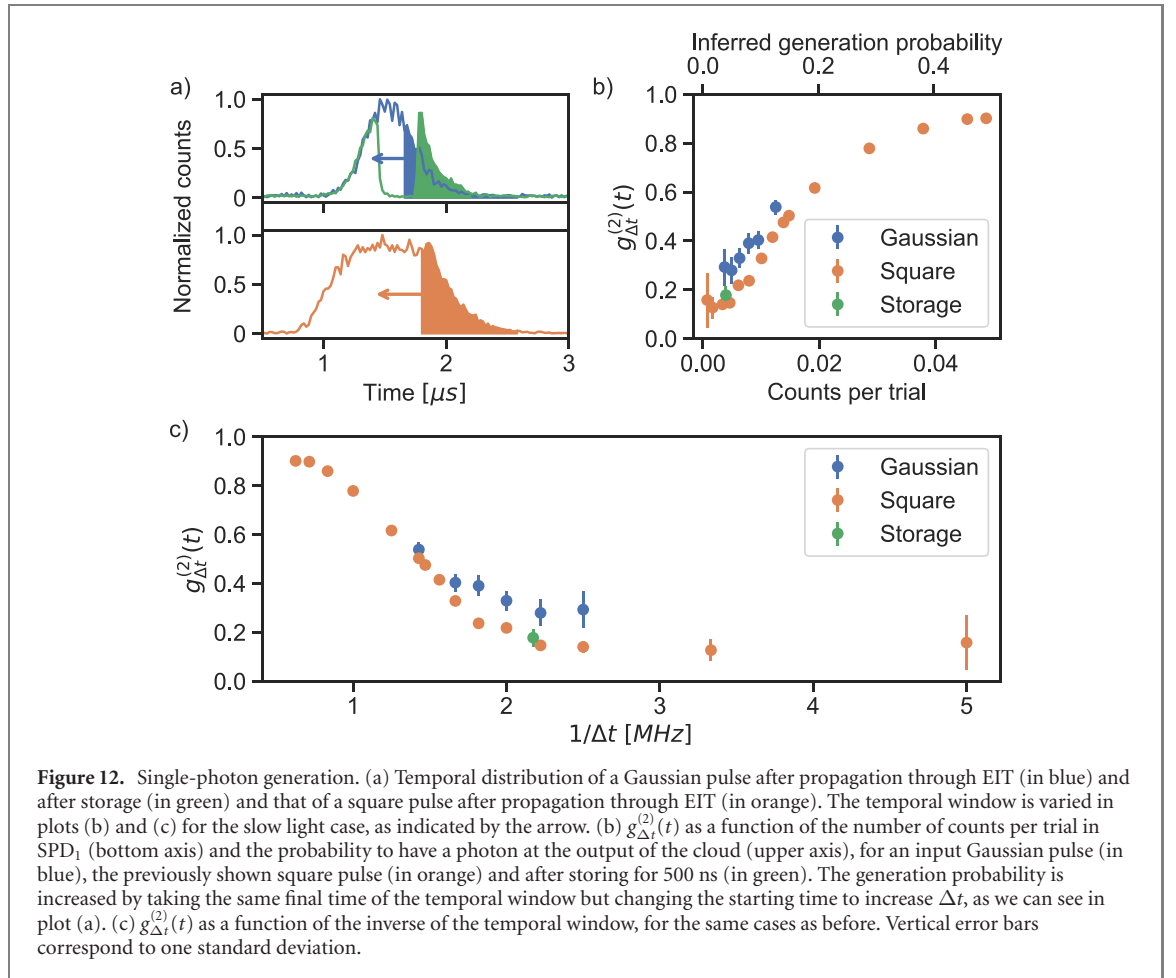 Inferred generation probability
0.0 0.2 0.4
a)
1.0
0.5
0
1.0
0.5
0
Normalized counts
1 2 3
Time [μs]
b)
1.0
0.8
0.6
0.4
0.2
0.0
g(2)Δt(t)
Gaussian
Square
Storage
0.00 0.02 0.04
Counts per trial
c)
1.0
0.8
0.6
0.4
0.2
0.0
g(2)Δt(t)
Gaussian
Square
Storage
1 2 3 4 5
1/Δt [MHz]
Figure 12. Single-photon generation. (a) Temporal distribution of a Gaussian pulse after propagation through EIT (in blue) and
after storage (in green) and that of a square pulse after propagation through EIT (in orange). The temporal window is varied in
plots (b) and (c) for the slow light case, as indicated by the arrow. (b) g(2)Δt(t) as a function of the number of counts per trial in
SPD1 (bottom axis) and the probability to have a photon at the output of the cloud (upper axis), for an input Gaussian pulse (in
blue), the previously shown square pulse (in orange) and after storing for 500 ns (in green). The generation probability is
increased by taking the same final time of the temporal window but changing the starting time to increase Δt, as we can see in
plot (a). (c) g(2)Δt(t) as a function of the inverse of the temporal window, for the same cases as before. Vertical error bars
correspond to one standard deviation.